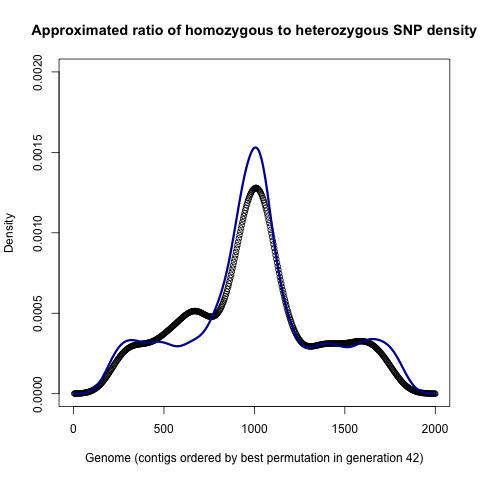 Approximated ratio of homozygous to heterozygous SNP density
0.0020
0.0015
0.0010
0.0005
0.0000
Density
0 500 1000 1500 2000
Genome (contigs ordered by best permutation in generation 42)